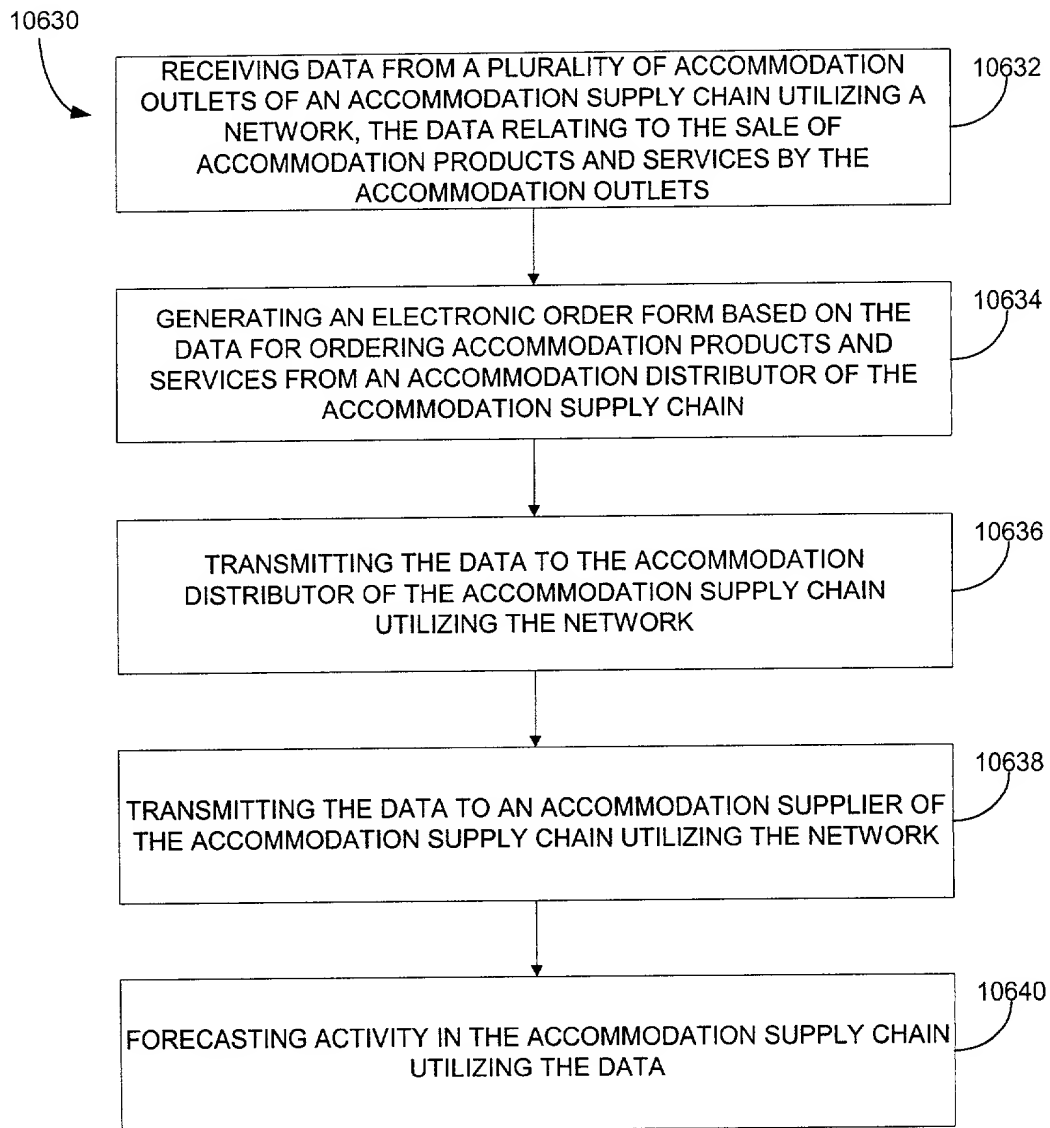 10630
RECEIVING DATA FROM A PLURALITY OF ACCOMMODATION
OUTLETS OF AN ACCOMMODATION SUPPLY CHAIN UTILIZING A
NETWORK, THE DATA RELATING TO THE SALE OF
ACCOMMODATION PRODUCTS AND SERVICES BY THE
ACCOMMODATION OUTLETS
10632
GENERATING AN ELECTRONIC ORDER FORM BASED ON THE
DATA FOR ORDERING ACCOMMODATION PRODUCTS AND
SERVICES FROM AN ACCOMMODATION DISTRIBUTOR OF THE
ACCOMMODATION SUPPLY CHAIN
10634
TRANSMITTING THE DATA TO THE ACCOMMODATION
DISTRIBUTOR OF THE ACCOMMODATION SUPPLY CHAIN
UTILIZING THE NETWORK
10636
TRANSMITTING THE DATA TO AN ACCOMMODATION SUPPLIER OF
THE ACCOMMODATION SUPPLY CHAIN UTILIZING THE NETWORK
10638
FORECASTING ACTIVITY IN THE ACCOMMODATION SUPPLY CHAIN
UTILIZING THE DATA
10640